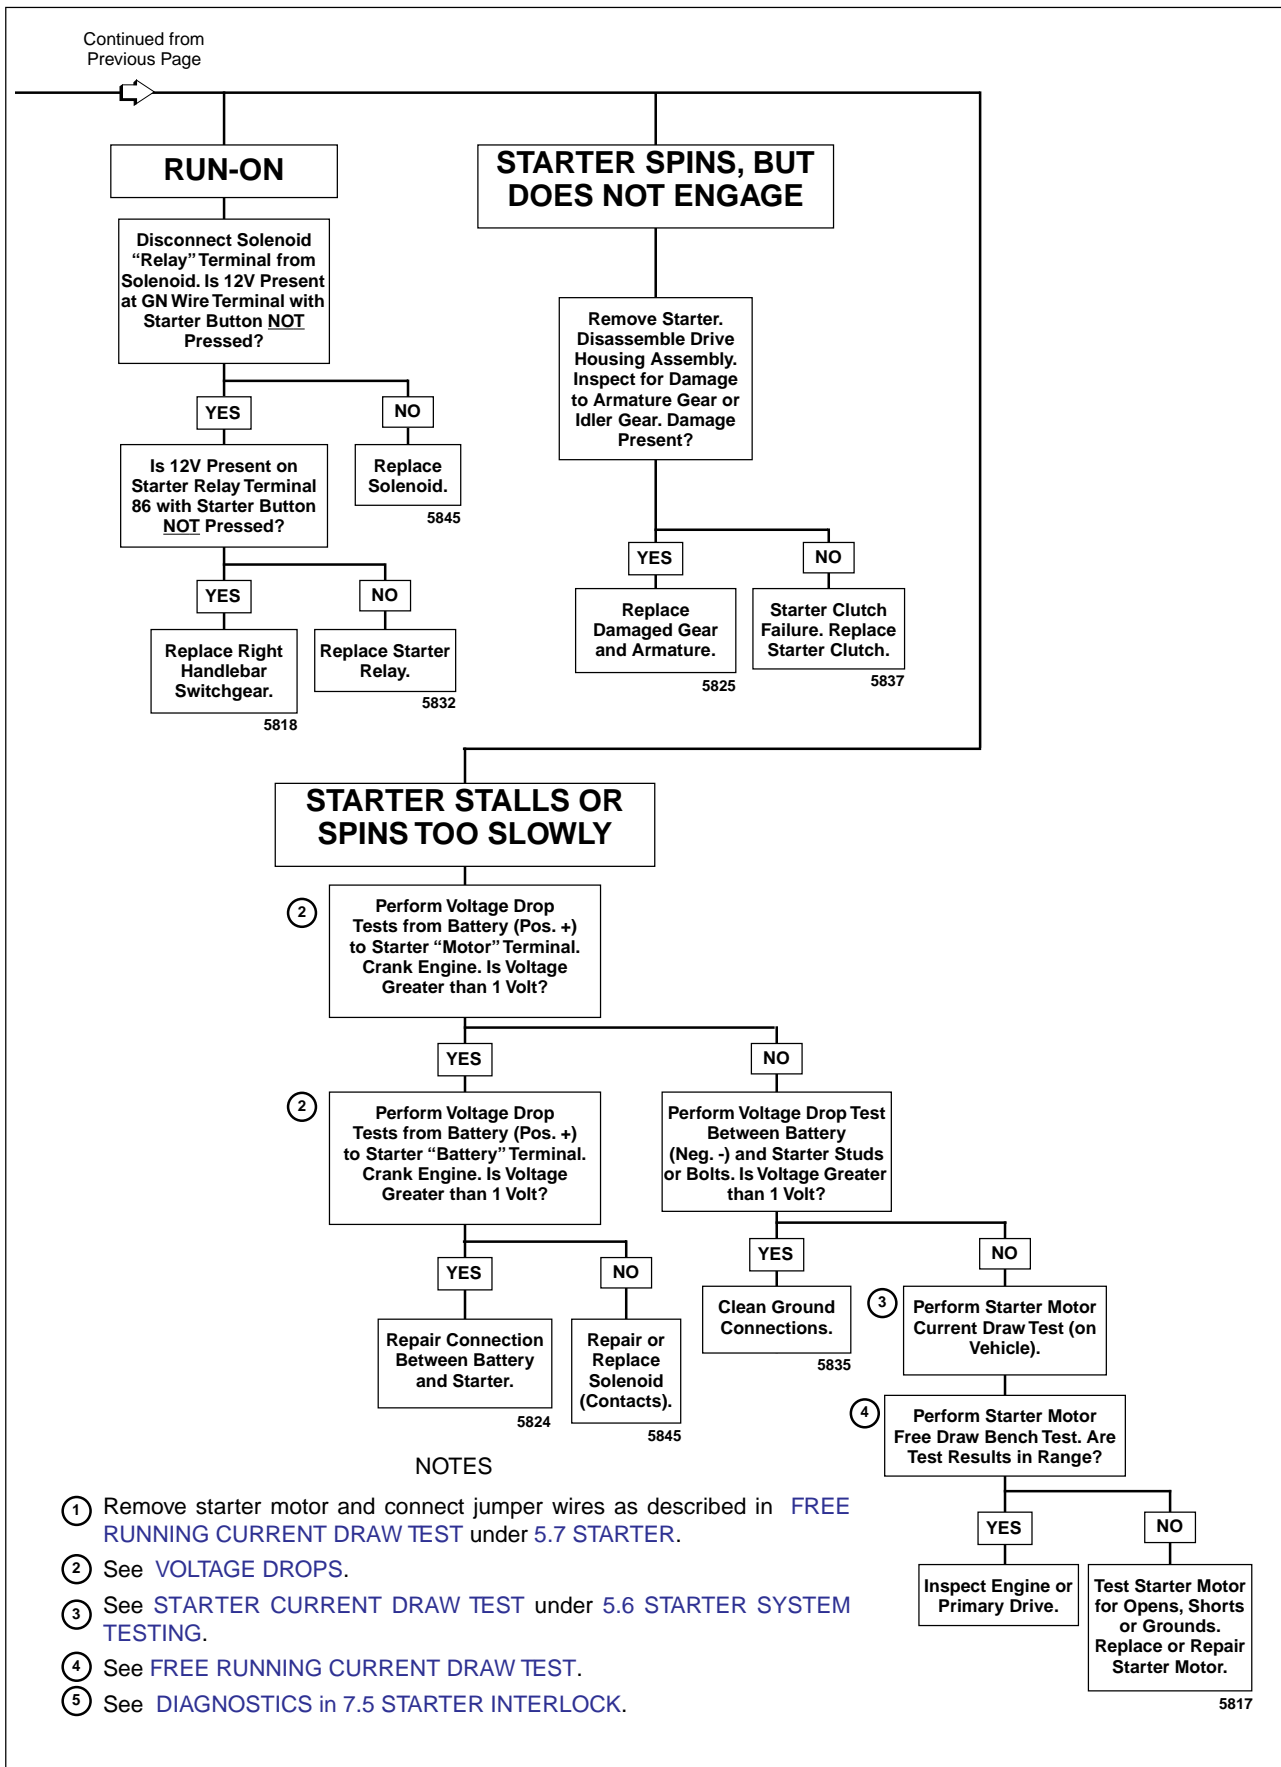 Continued from
Previous Page
RUN-ON
Disconnect Solenoid
“Relay” Terminal from
Solenoid. Is 12V Present
at GN Wire Terminal with
Starter Button NOT
Pressed?
YES
NO
Is 12V Present on
Starter Relay Terminal
86 with Starter Button
NOT Pressed?
Replace
Solenoid.
5845
YES
NO
Replace Right
Handlebar
Switchgear.
5818
Replace Starter
Relay.
5832
STARTER SPINS, BUT
DOES NOT ENGAGE
Remove Starter.
Disassemble Drive
Housing Assembly.
Inspect for Damage
to Armature Gear or
Idler Gear. Damage
Present?
YES
NO
Replace
Damaged Gear
and Armature.
5825
Starter Clutch
Failure. Replace
Starter Clutch.
5837
STARTER STALLS OR
SPINS TOO SLOWLY
2
Perform Voltage Drop
Tests from Battery (Pos. +)
to Starter “Motor” Terminal.
Crank Engine. Is Voltage
Greater than 1 Volt?
YES
NO
2
Perform Voltage Drop
Tests from Battery (Pos. +)
to Starter “Battery” Terminal.
Crank Engine. Is Voltage
Greater than 1 Volt?
Perform Voltage Drop Test
Between Battery
(Neg. -) and Starter Studs
or Bolts. Is Voltage Greater
than 1 Volt?
YES
NO
Repair Connection
Between Battery
and Starter.
5824
Repair or
Replace
Solenoid
(Contacts).
5845
YES
NO
Clean Ground
Connections.
5835
3
Perform Starter Motor
Current Draw Test (on
Vehicle).
4
Perform Starter Motor
Free Draw Bench Test. Are
Test Results in Range?
YES
NO
Inspect Engine or
Primary Drive.
Test Starter Motor
for Opens, Shorts
or Grounds.
Replace or Repair
Starter Motor.
5817
NOTES
1 Remove starter motor and connect jumper wires as described in FREE
RUNNING CURRENT DRAW TEST under 5.7 STARTER.
2 See VOLTAGE DROPS.
3 See STARTER CURRENT DRAW TEST under 5.6 STARTER SYSTEM
TESTING.
4 See FREE RUNNING CURRENT DRAW TEST.
5 See DIAGNOSTICS in 7.5 STARTER INTERLOCK.